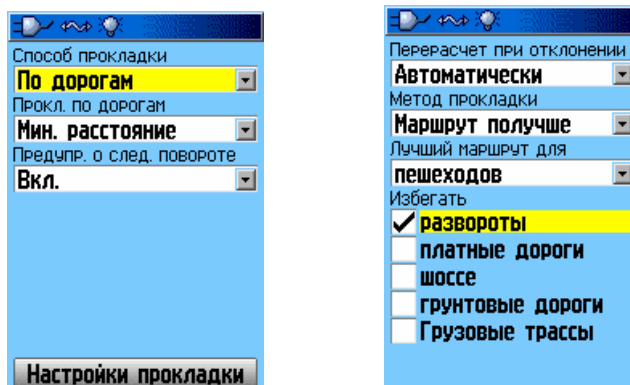 Способ прокладки
По дорогам
Прокл. по дорогам
Мин. расстояние
Предупр. о след. повороте
Вкл.
Настройки прокладки
Перерасчет при отклонении
Автоматически
Метод прокладки
Маршрут получше
Лучший маршрут для
пешеходов
Избегать
развороты
платные дороги
шоссе
грунтовые дороги
Грузовые трассы